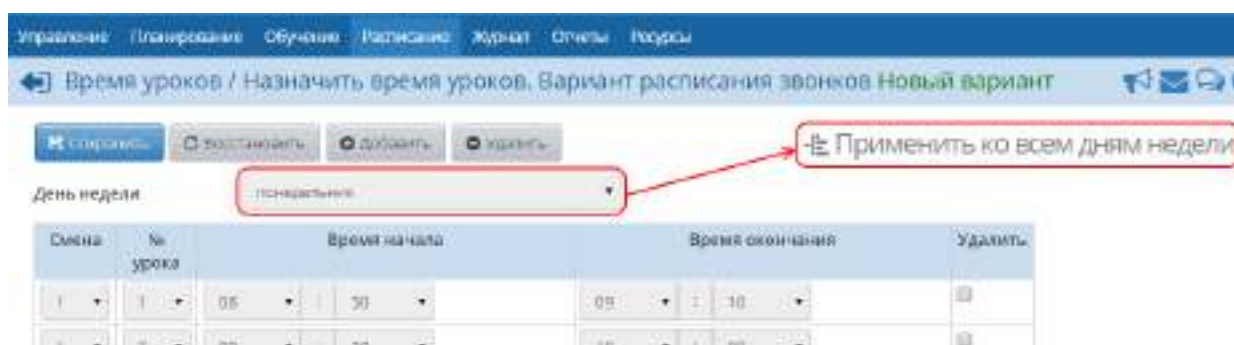 Управление Планирование Обучение Расписание Журнал Отчеты Ресурсы
Время уроков / Назначить время уроков. Вариант расписания звонков Новый вариант
Сохранить Восстановить Добавить Удалить
Применить ко всем дням недели
День недели понедельник
Смена № урока Время начала Время окончания Удалить
1 1 08 : 30 09 : 10